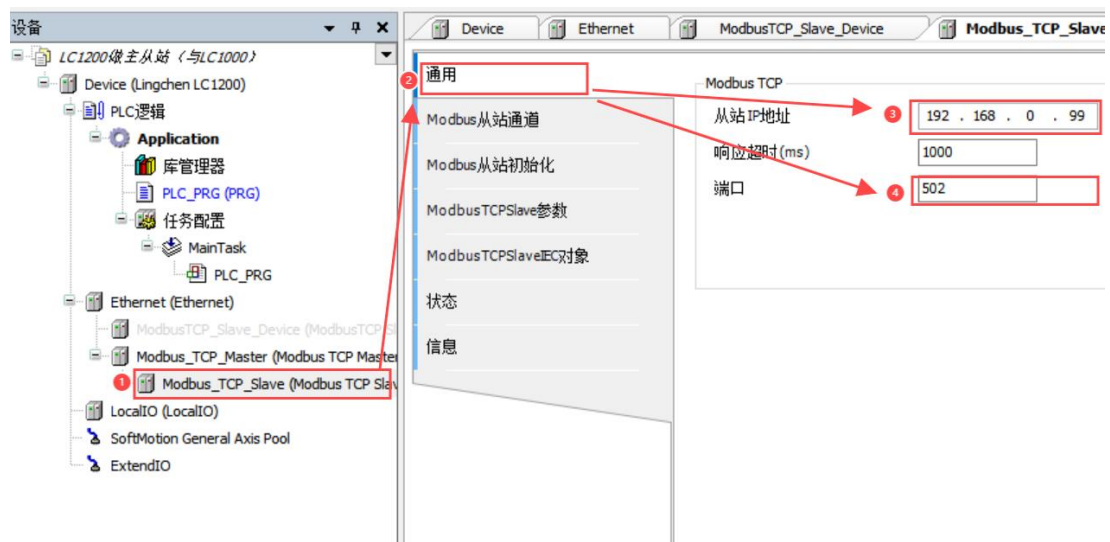 设备
LC1200做主从站（与LC1000）
Device (Lingchen LC1200)
PLC逻辑
Application
库管理器
PLC_PRG (PRG)
任务配置
MainTask
PLC_PRG
Ethernet (Ethernet)
ModbusTCP_Slave_Device (ModbusTCP Sl
Modbus_TCP_Master (Modbus TCP Master
1 Modbus_TCP_Slave (Modbus TCP Slav
LocalIO (LocalIO)
SoftMotion General Axis Pool
ExtendIO
Device
Ethernet
ModbusTCP_Slave_Device
Modbus_TCP_Slave
2 通用
Modbus从站通道
Modbus从站初始化
ModbusTCPSlave参数
ModbusTCPSlaveIEC对象
状态
信息
Modbus TCP
从站IP地址 3 192 . 168 . 0 . 99
响应超时(ms) 1000
端口 4 502